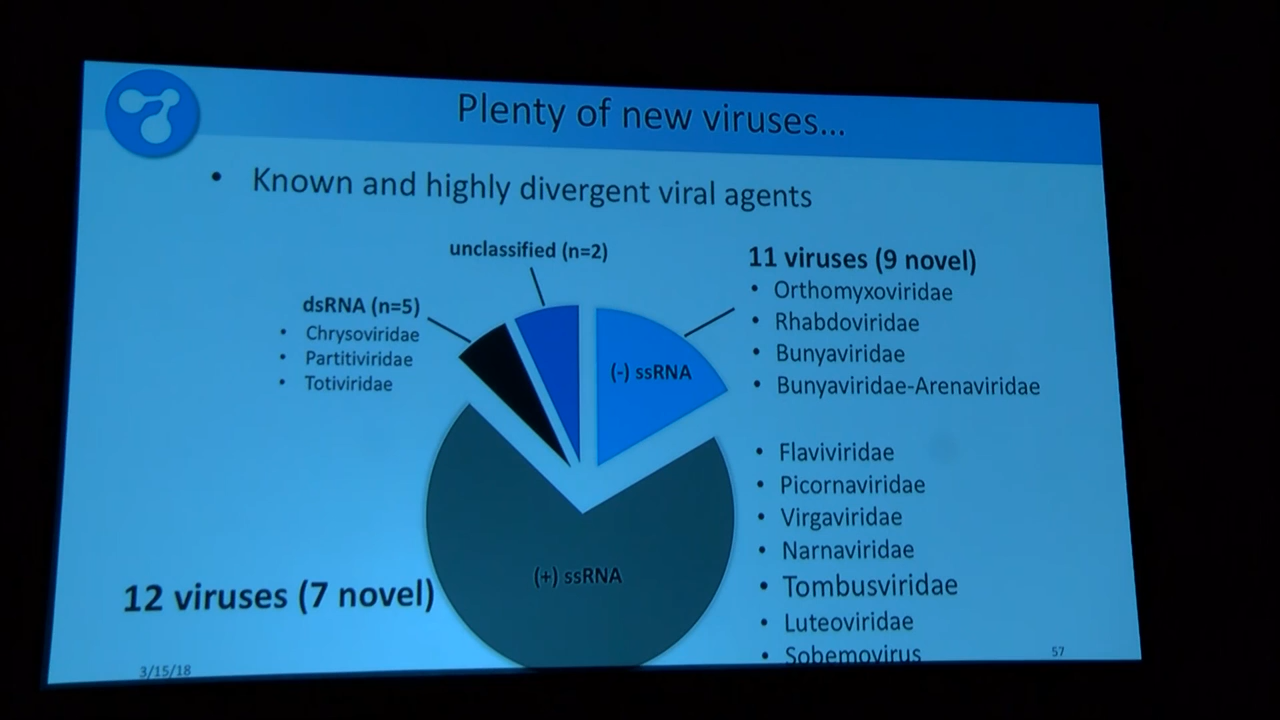 Plenty of new viruses...
• Known and highly divergent viral agents
unclassified (n=2)
dsRNA (n=5)
• Chrysoviridae
• Partitiviridae
• Totiviridae
11 viruses (9 novel)
• Orthomyxoviridae
• Rhabdoviridae
• Bunyaviridae
• Bunyaviridae-Arenaviridae
(-) ssRNA
• Flaviviridae
• Picornaviridae
• Virgaviridae
• Narnaviridae
• Tombusviridae
• Luteoviridae
• Sobemovirus
(+) ssRNA
12 viruses (7 novel)
3/15/18
57